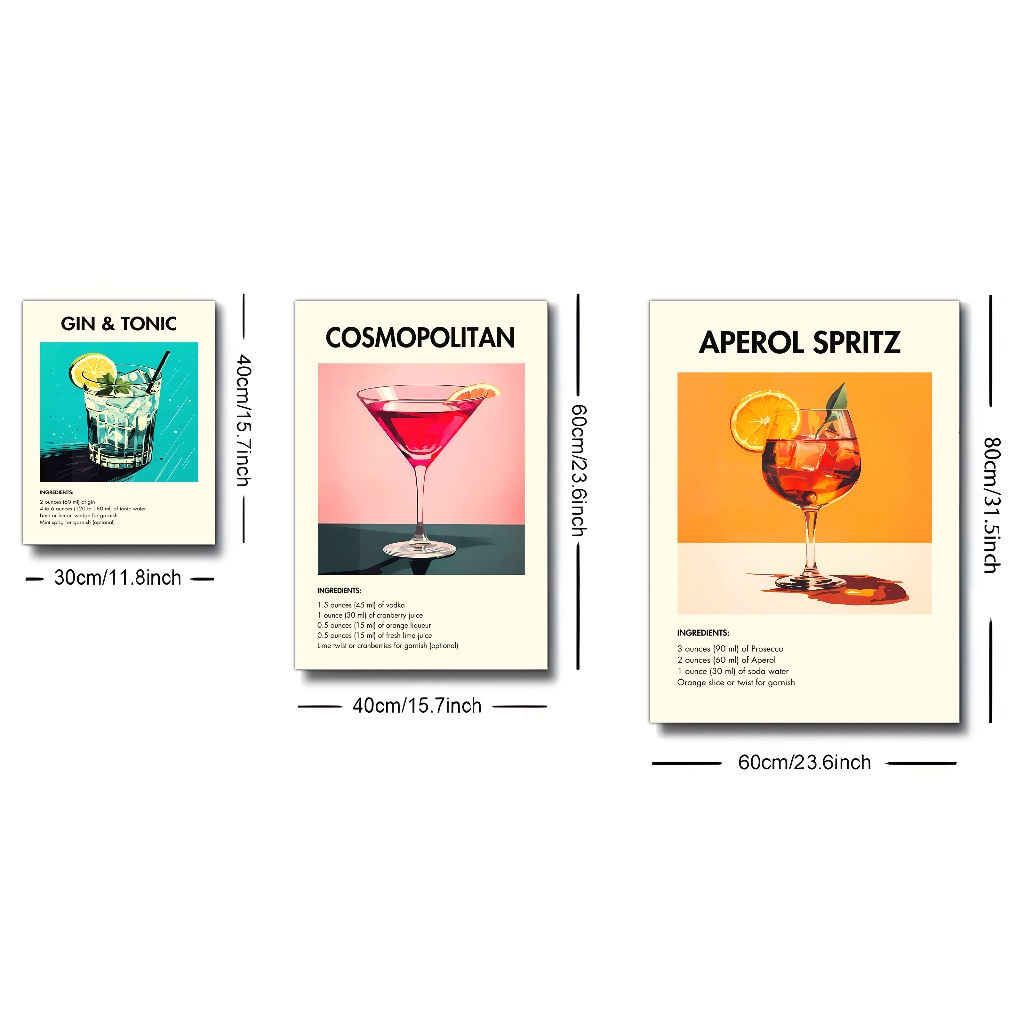 GIN & TONIC
INGREDIENTS:
2 ounces (60 ml) of gin
4 to 6 ounces (120 to 180 ml) of tonic water
Lime or lemon wedge for garnish
Mint sprig for garnish (optional)
40cm/15.7inch
30cm/11.8inch
COSMOPOLITAN
INGREDIENTS:
1.5 ounces (45 ml) of vodka
1 ounce (30 ml) of cranberry juice
0.5 ounces (15 ml) of orange liqueur
0.5 ounces (15 ml) of fresh lime juice
Lime twist or cranberries for garnish (optional)
60cm/23.6inch
40cm/15.7inch
APEROL SPRITZ
INGREDIENTS:
3 ounces (90 ml) of Prosecco
2 ounces (60 ml) of Aperol
1 ounce (30 ml) of soda water
Orange slice or twist for garnish
80cm/31.5inch
60cm/23.6inch